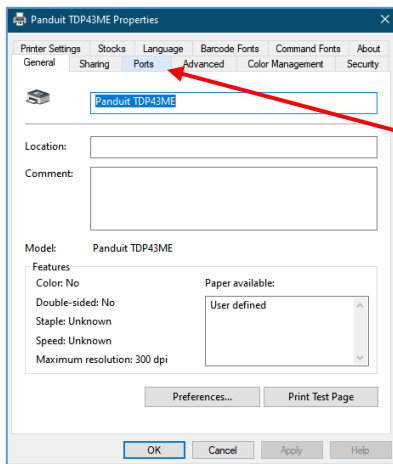 Panduit TDP43ME Properties
Printer Settings Stocks Language Barcode Fonts Command Fonts About
General Sharing Ports Advanced Color Management Security
Panduit TDP43ME
Location:
Comment:
Model: Panduit TDP43ME
Features
Color: No Paper available:
Double-sided: No User defined
Staple: Unknown
Speed: Unknown
Maximum resolution: 300 dpi
Preferences... Print Test Page
OK Cancel Apply Help